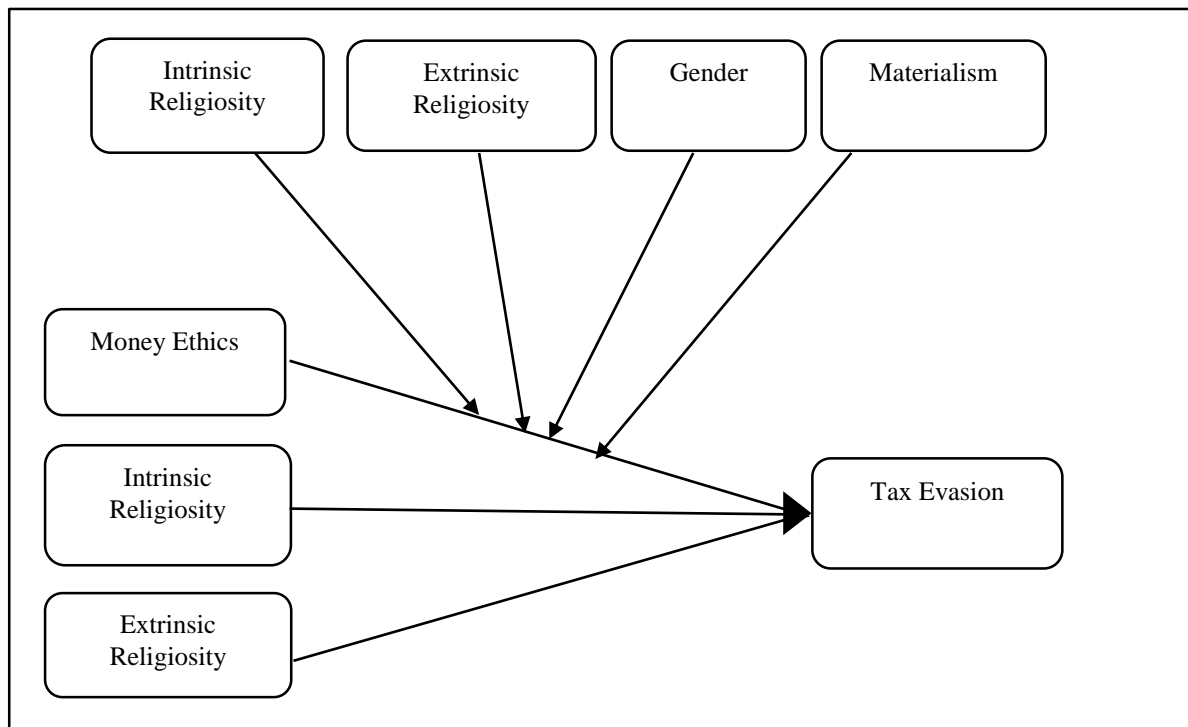 Intrinsic
Religiosity
Extrinsic
Religiosity
Gender
Materialism
Money Ethics
Intrinsic
Religiosity
Tax Evasion
Extrinsic
Religiosity